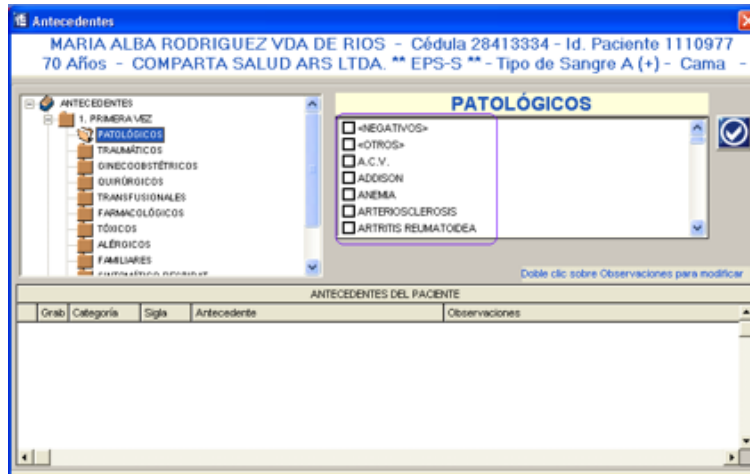 Antecedentes
MARIA ALBA RODRIGUEZ VDA DE RIOS - Cédula 28413334 - Id. Paciente 1110977
70 Años - COMPARTA SALUD ARS LTDA. ** EPS-S ** - Tipo de Sangre A (+) - Cama -
ANTECEDENTES
1. PRIMERA VEZ
PATOLÓGICOS
TRAUMÁTICOS
GINECOOBSTÉTRICOS
QUIRÚRGICOS
TRANSFUSIONALES
FARMACOLÓGICOS
TÓXICOS
ALÉRGICOS
FAMILIARES
PATOLÓGICOS
<NEGATIVOS>
<OTROS>
A.C.V.
ADDISON
ANEMIA
ARTERIOSCLEROSIS
ARTRITIS REUMATOIDEA
Doble clic sobre Observaciones para modificar
ANTECEDENTES DEL PACIENTE
Grab Categoría Sigla Antecedente Observaciones